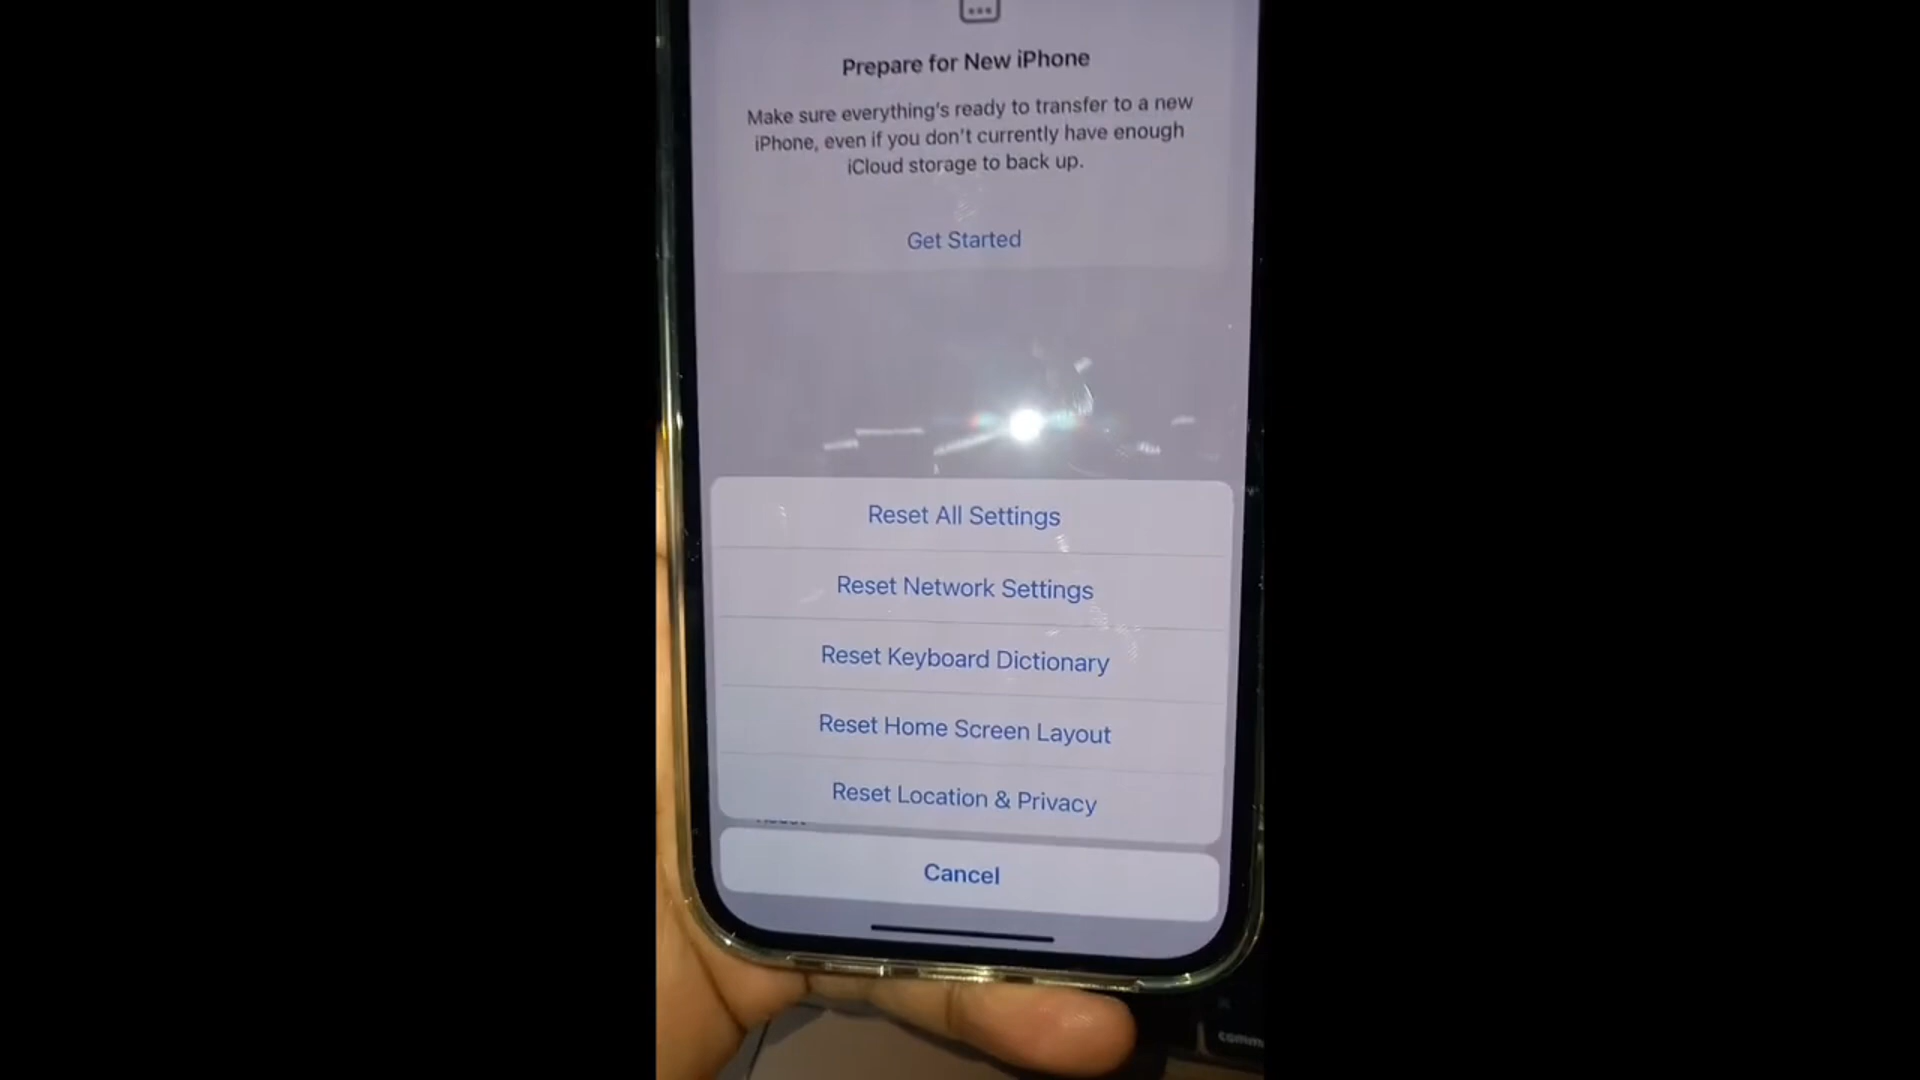 Prepare for New iPhone
Make sure everything's ready to transfer to a new
iPhone, even if you don't currently have enough
iCloud storage to back up.
Get Started
Reset All Settings
Reset Network Settings
Reset Keyboard Dictionary
Reset Home Screen Layout
Reset Location & Privacy
Cancel